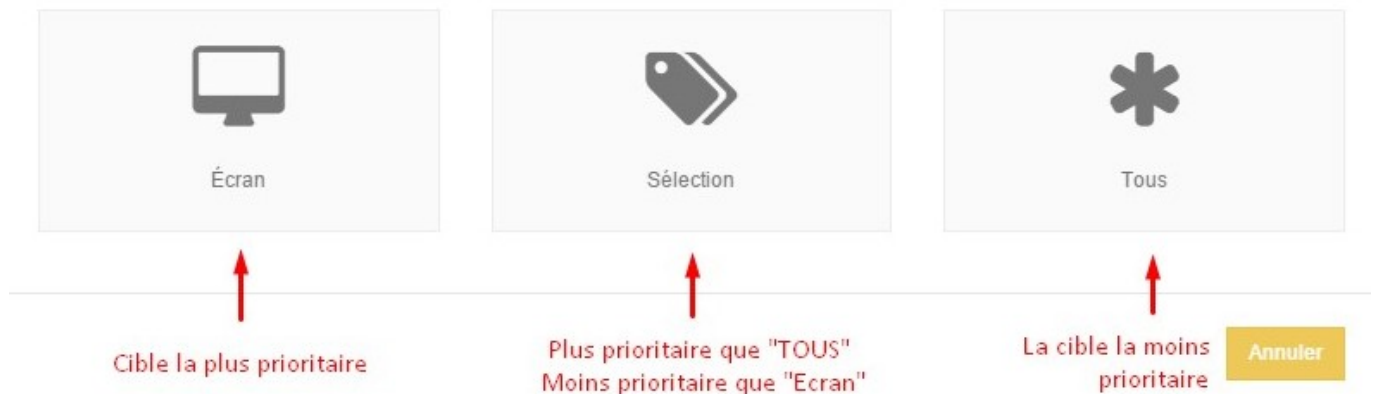 Écran
Sélection
Tous
Cible la plus prioritaire
Plus prioritaire que "TOUS"
Moins prioritaire que "Ecran"
La cible la moins
prioritaire
Annuler